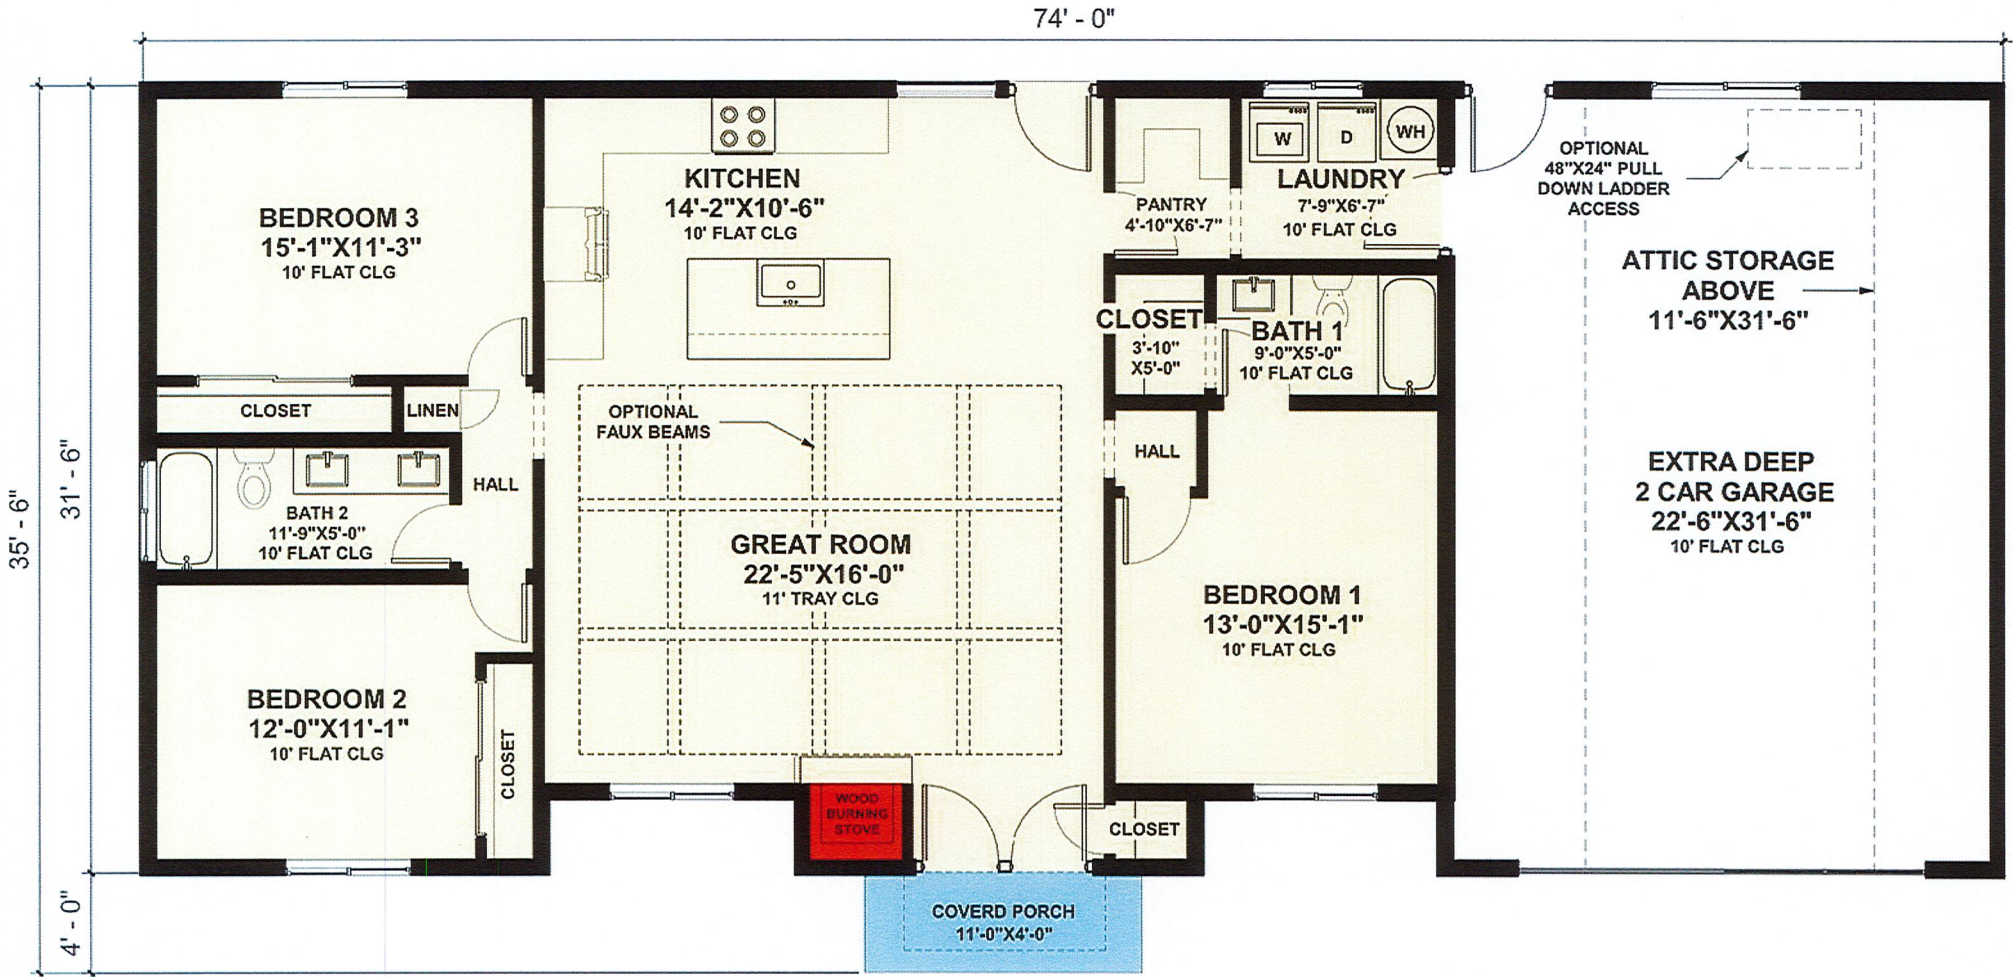 74' - 0"
35' - 6"
31' - 6"
4' - 0"
BEDROOM 3
15'-1"X11'-3"
10' FLAT CLG
CLOSET
LINEN
BATH 2
11'-9"X5'-0"
10' FLAT CLG
HALL
BEDROOM 2
12'-0"X11'-1"
10' FLAT CLG
CLOSET
KITCHEN
14'-2"X10'-6"
10' FLAT CLG
OPTIONAL
FAUX BEAMS
GREAT ROOM
22'-5"X16'-0"
11' TRAY CLG
WOOD
BURNING
STOVE
COVERD PORCH
11'-0"X4'-0"
CLOSET
PANTRY
4'-10"X6'-7"
W
D
WH
LAUNDRY
7'-9"X6'-7"
10' FLAT CLG
CLOSET
3'-10"
X5'-0"
BATH 1
9'-0"X5'-0"
10' FLAT CLG
HALL
BEDROOM 1
13'-0"X15'-1"
10' FLAT CLG
OPTIONAL
48"X24" PULL
DOWN LADDER
ACCESS
ATTIC STORAGE
ABOVE
11'-6"X31'-6"
EXTRA DEEP
2 CAR GARAGE
22'-6"X31'-6"
10' FLAT CLG